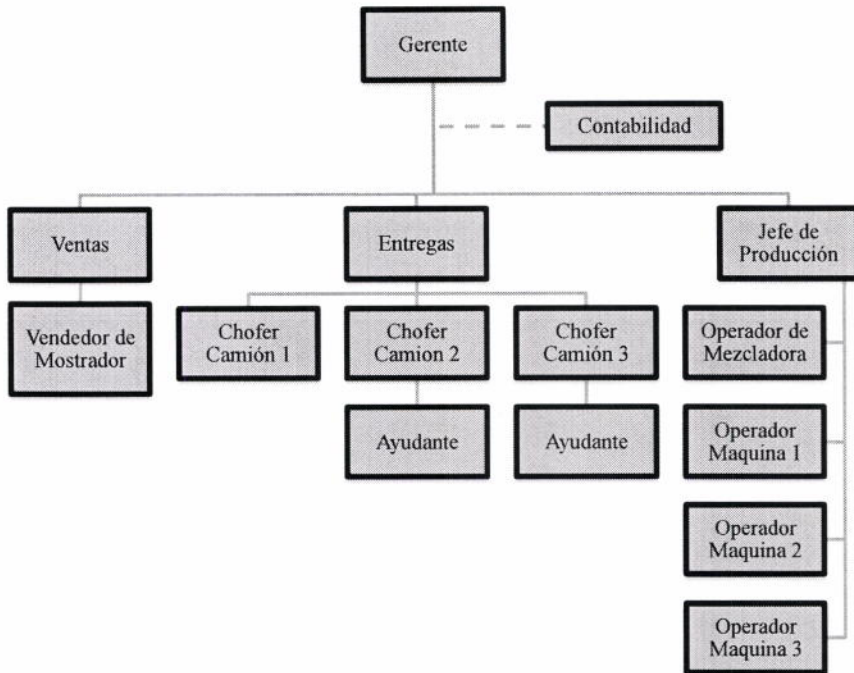 Gerente
Contabilidad
Ventas
Entregas
Jefe de
Producción
Vendedor de
Mostrador
Chofer
Camión 1
Chofer
Camion 2
Chofer
Camión 3
Operador de
Mezcladora
Ayudante
Ayudante
Operador
Maquina 1
Operador
Maquina 2
Operador
Maquina 3